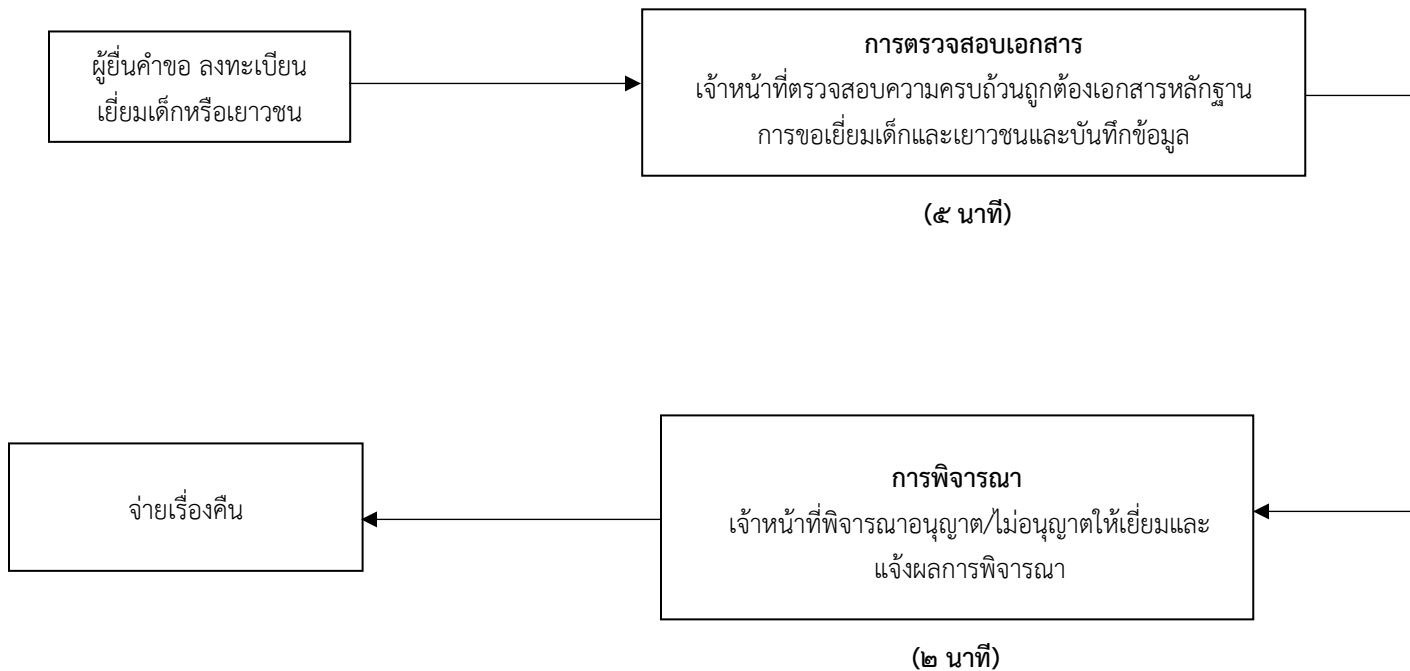 ผู้ยื่นคำขอ ลงทะเบียน
เยี่ยมเด็กหรือเยาวชน
การตรวจสอบเอกสาร
เจ้าหน้าที่ตรวจสอบความครบถ้วนถูกต้องเอกสารหลักฐาน
การขอเยี่ยมเด็กและเยาวชนและบันทึกข้อมูล
(๕ นาที)
การพิจารณา
เจ้าหน้าที่พิจารณาอนุญาต/ไม่อนุญาตให้เยี่ยมและ
แจ้งผลการพิจารณา
(๒ นาที)
จ่ายเรื่องคืน